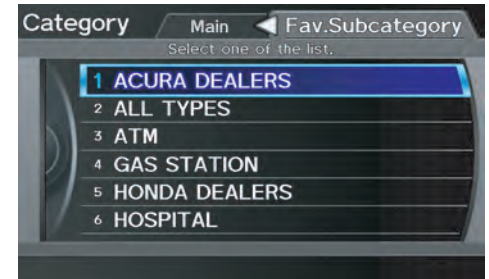 Category Main Fav.Subcategory
Select one of the list.
1 ACURA DEALERS
2 ALL TYPES
3 ATM
4 GAS STATION
5 HONDA DEALERS
6 HOSPITAL